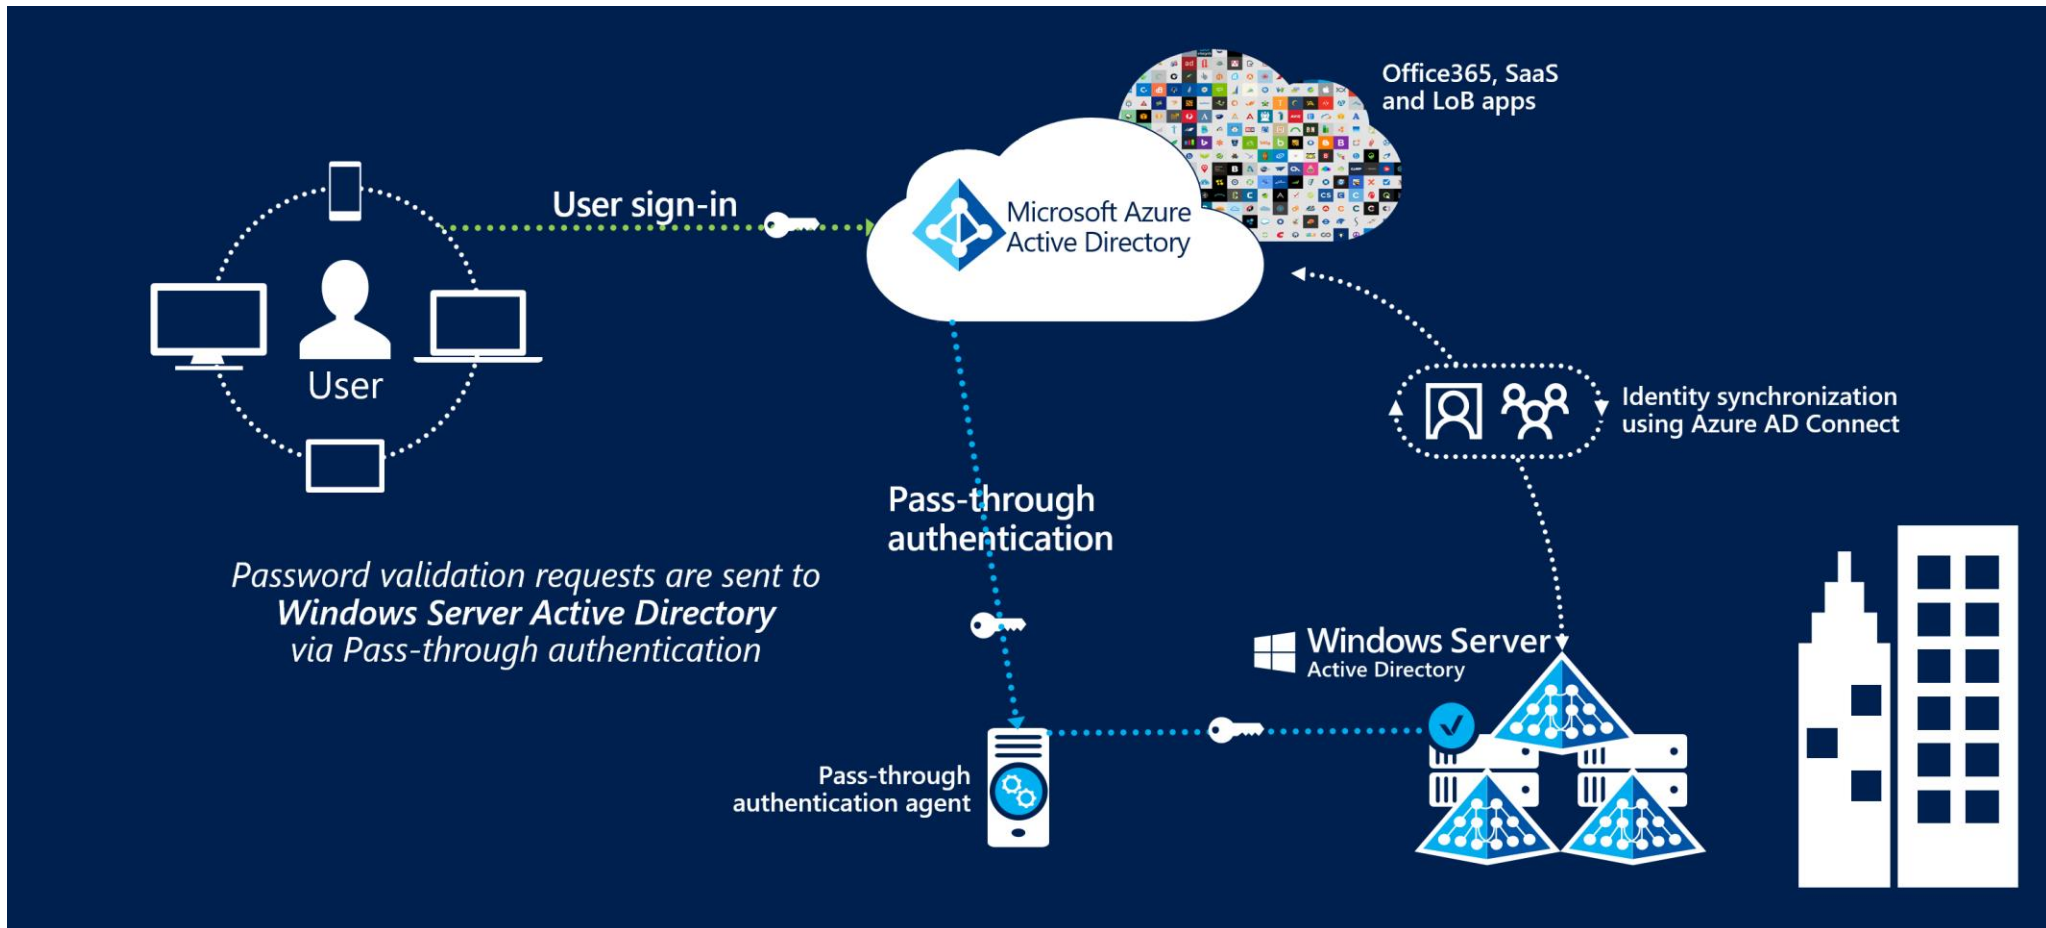 Office365, SaaS
and LoB apps
User sign-in
Microsoft Azure
Active Directory
User
Identity synchronization
using Azure AD Connect
Pass-through
authentication
Password validation requests are sent to
Windows Server Active Directory
via Pass-through authentication
Windows Server
Active Directory
Pass-through
authentication agent